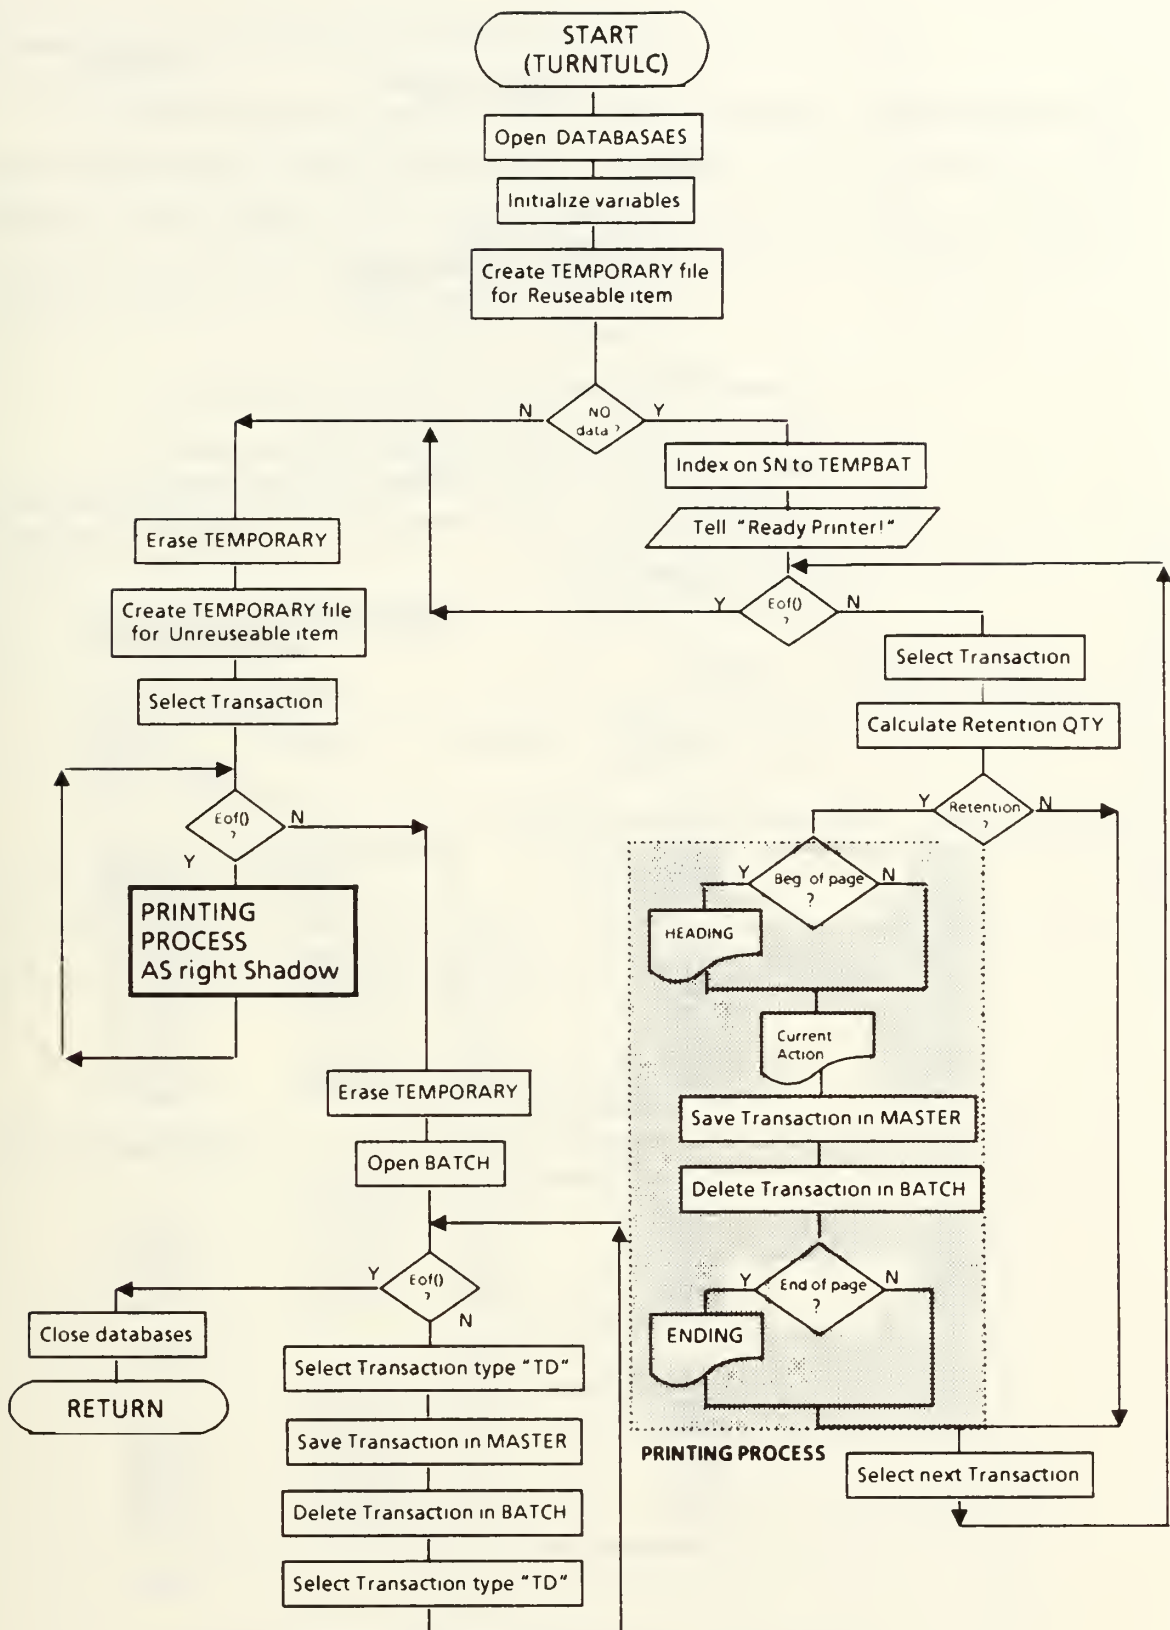 START
(TURNTULC)
Open DATABASAES
Initialize variables
Create TEMPORARY file
for Reuseable item
N
NO
data ?
Y
Index on SN to TEMPBAT
Tell "Ready Printer!"
Y
Eof()
?
N
Select Transaction
Calculate Retention QTY
Y
Retention
?
N
Y
Beg of page
?
N
HEADING
Current
Action
Save Transaction in MASTER
Delete Transaction in BATCH
Y
End of page
?
N
ENDING
PRINTING PROCESS
Select next Transaction
Erase TEMPORARY
Create TEMPORARY file
for Unreuseable item
Select Transaction
Eof()
?
N
Y
PRINTING
PROCESS
AS right Shadow
Erase TEMPORARY
Open BATCH
Y
Eof()
?
N
Close databases
RETURN
Select Transaction type "TD"
Save Transaction in MASTER
Delete Transaction in BATCH
Select Transaction type "TD"